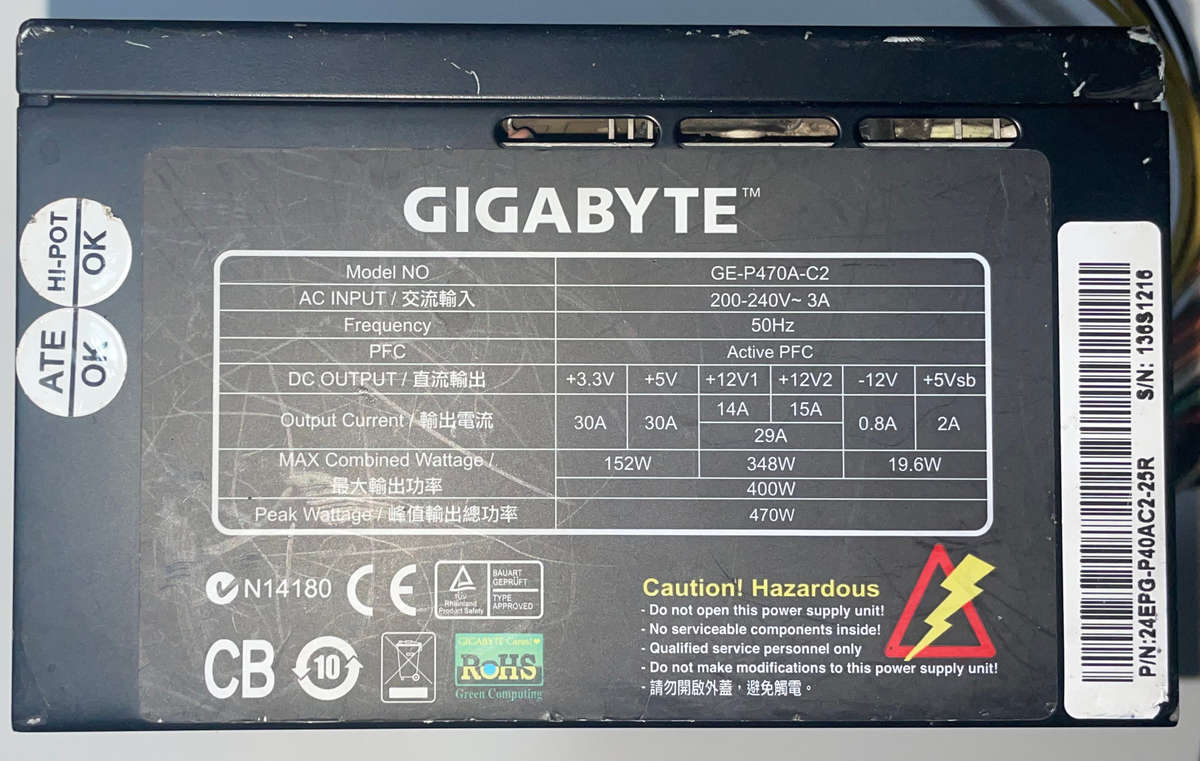 GIGABYTE™
Model NO GE-P470A-C2
AC INPUT / 交流輸入 200-240V~ 3A
Frequency 50Hz
PFC Active PFC
DC OUTPUT / 直流輸出 +3.3V +5V +12V1 +12V2 -12V +5Vsb
Output Current / 輸出電流 30A 30A 14A 15A 0.8A 2A
29A
MAX Combined Wattage / 152W 348W 19.6W
最大輸出功率 400W
Peak Wattage / 峰值輸出總功率 470W
HI-POT
OK
ATE
OK
N14180
CE
TÜV
Rheinland
Product Safety
BAUART
GEPRÜFT
TYPE
APPROVED
CB
10
GIGABYTE Cares!
RoHS
Green Computing
Caution! Hazardous
- Do not open this power supply unit!
- No serviceable components inside!
- Qualified service personnel only
- Do not make modifications to this power supply unit!
- 請勿開啟外蓋，避免觸電。
S/N: 136S1216
P/N:24EPG-P40AC2-25R